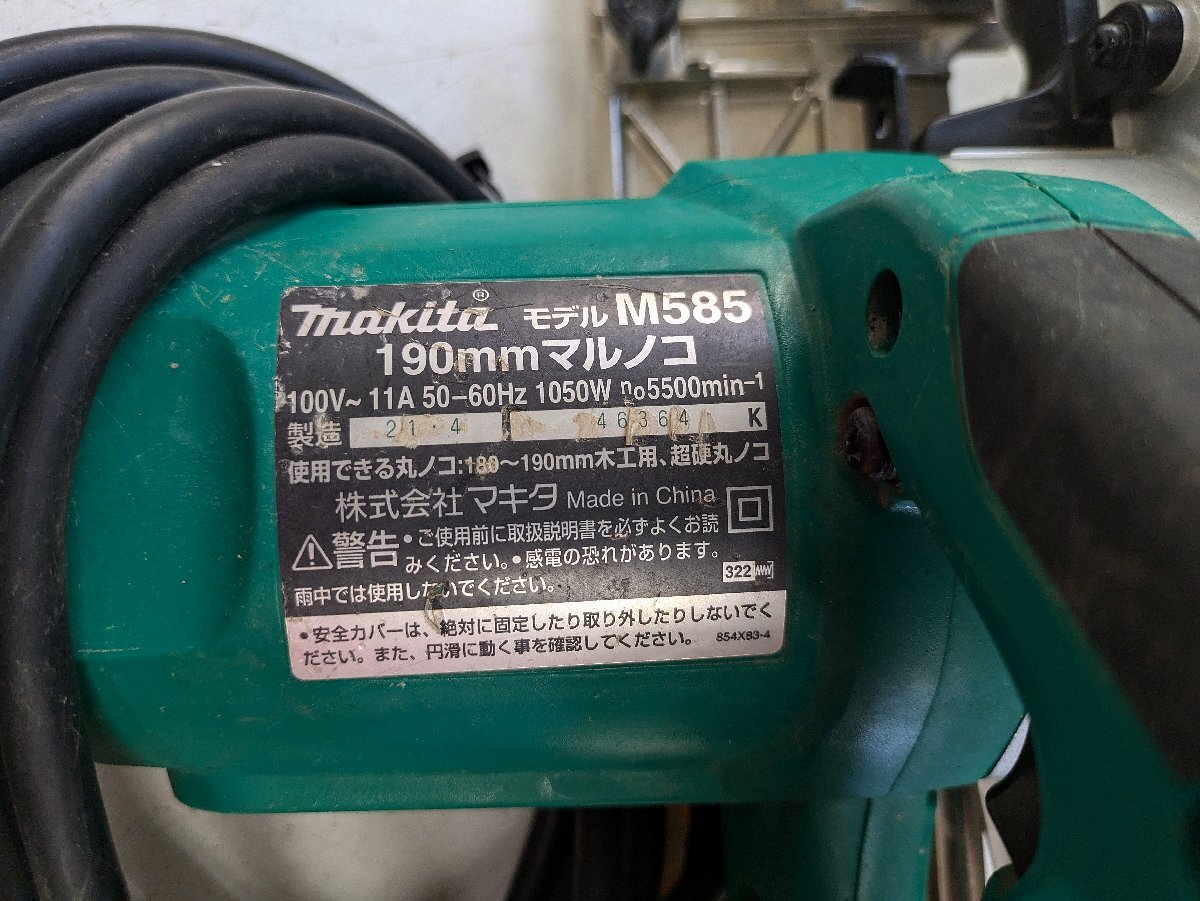 makita® モデル M585
190mmマルノコ
100V~ 11A 50-60Hz 1050W n₀5500min-1
製造 21.4 46364 K
使用できる丸ノコ:180~190mm木工用、超硬丸ノコ
株式会社マキタ Made in China
⚠警告 •ご使用前に取扱説明書を必ずよくお読
みください。•感電の恐れがあります。
雨中では使用しないでください。
322
•安全カバーは、絶対に固定したり取り外したりしないでく
ださい。また、円滑に動く事を確認してください。 854X83-4